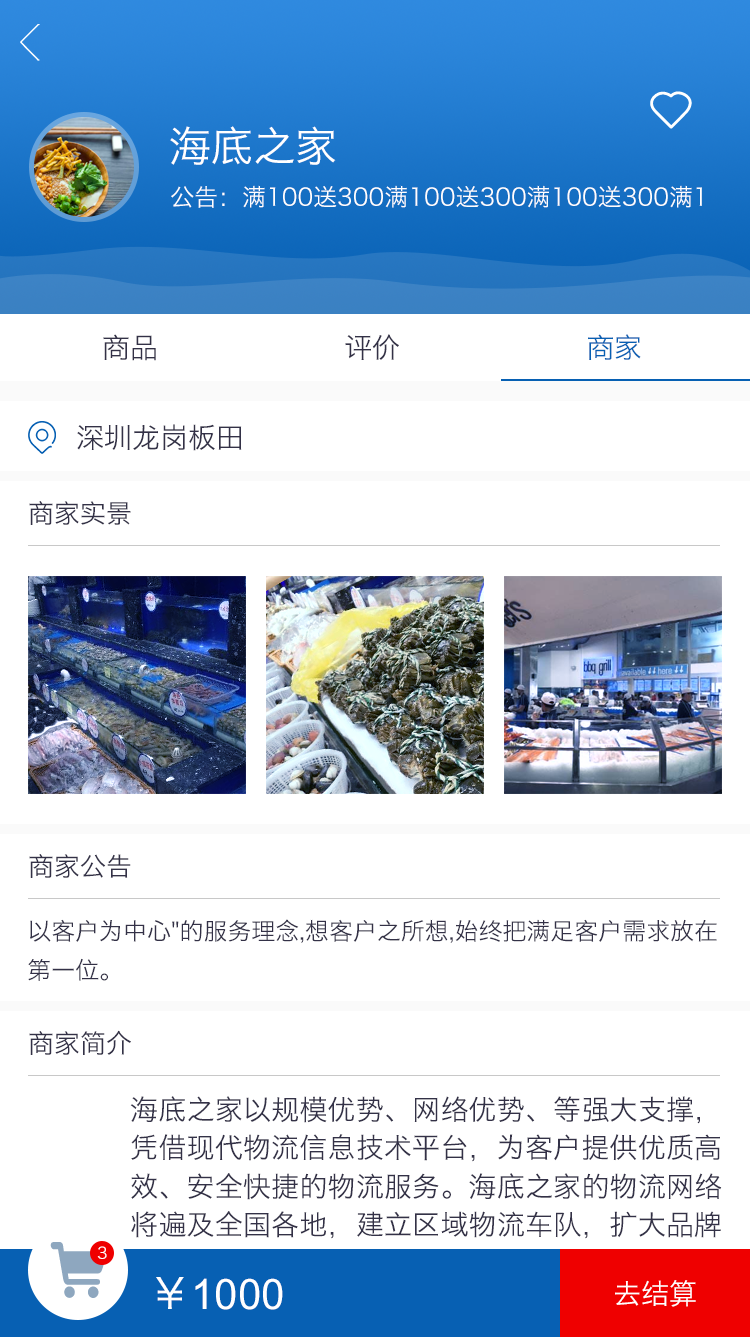 海底之家
公告：满100送300满100送300满100送300满1
商品
评价
商家
深圳龙岗板田
商家实景
bbq grill
available here
商家公告
以客户为中心"的服务理念,想客户之所想,始终把满足客户需求放在
第一位。
商家简介
海底之家以规模优势、网络优势、等强大支撑，
凭借现代物流信息技术平台，为客户提供优质高
效、安全快捷的物流服务。海底之家的物流网络
将遍及全国各地，建立区域物流车队，扩大品牌
3
￥1000
去结算